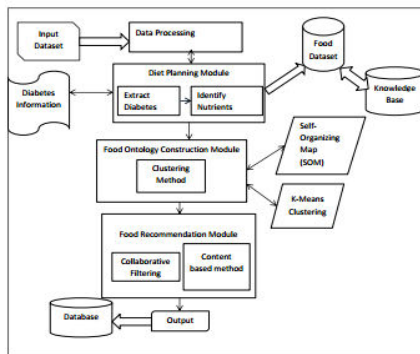 Input
Dataset
Data Processing
Food
Dataset
Diet Planning Module
Diabetes
Information
Extract
Diabetes
Identify
Nutrients
Knowledge
Base
Food Ontology Construction Module
Clustering
Method
Self-
Organizing
Map
(SOM)
K-Means
Clustering
Food Recommendation Module
Collaborative
Filtering
Content
based method
Database
Output